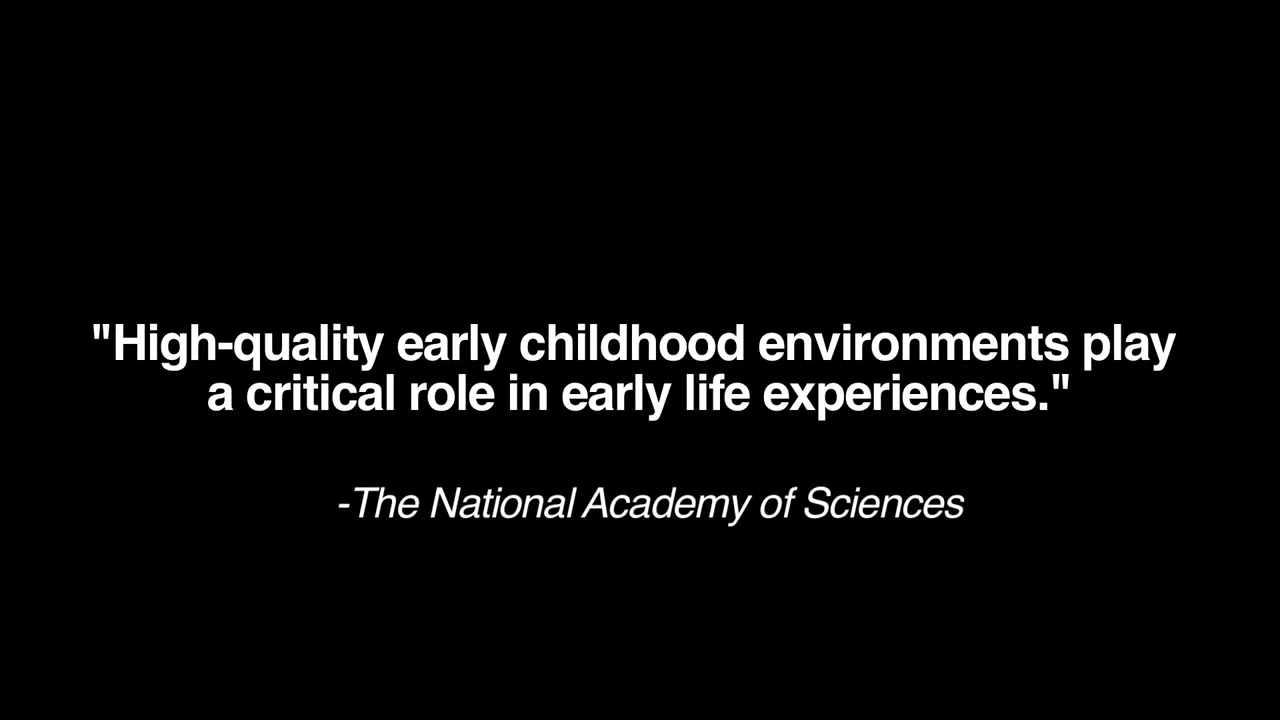 "High-quality early childhood environments play
a critical role in early life experiences."
-The National Academy of Sciences